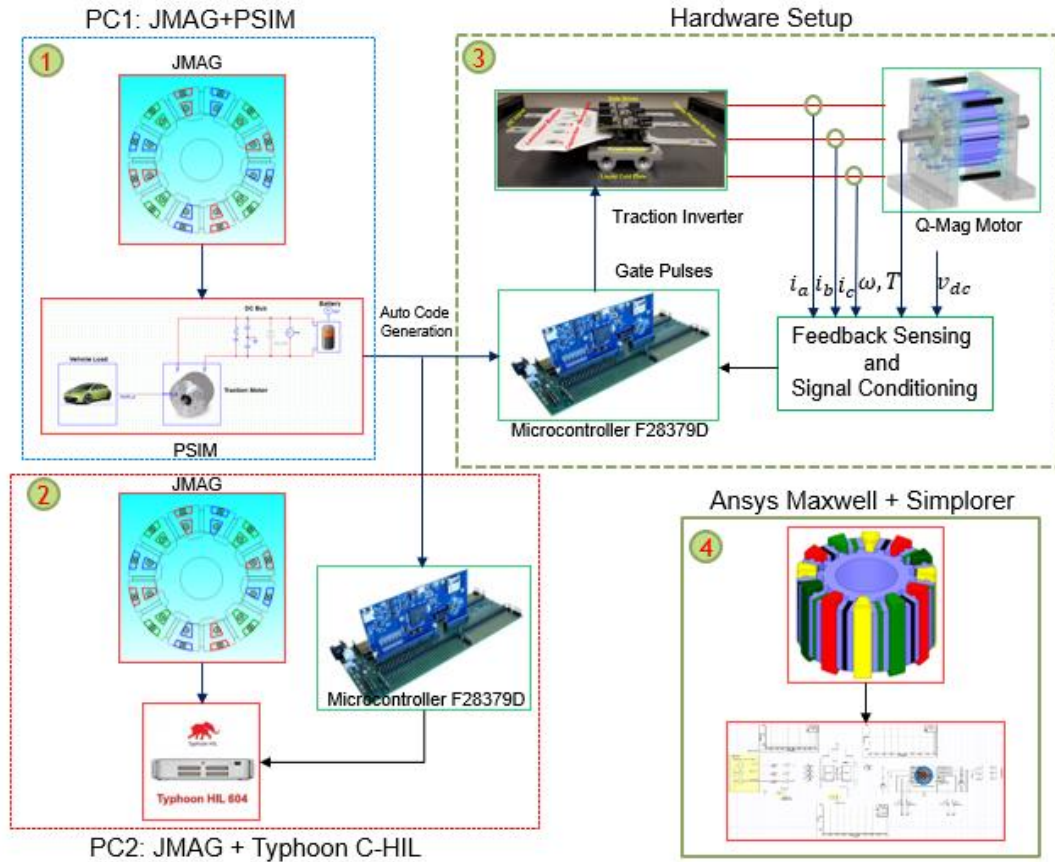 PC1: JMAG+PSIM
1
JMAG
DC Bus
Battery
Vehicle Load
Traction Motor
PSIM
Auto Code
Generation
Hardware Setup
3
Traction Inverter
Q-Mag Motor
Gate Pulses
i_a i_b i_c ω, T v_dc
Feedback Sensing
and
Signal Conditioning
Microcontroller F28379D
2
JMAG
Microcontroller F28379D
Typhoon HIL
Typhoon HIL 604
PC2: JMAG + Typhoon C-HIL
Ansys Maxwell + Simplorer
4